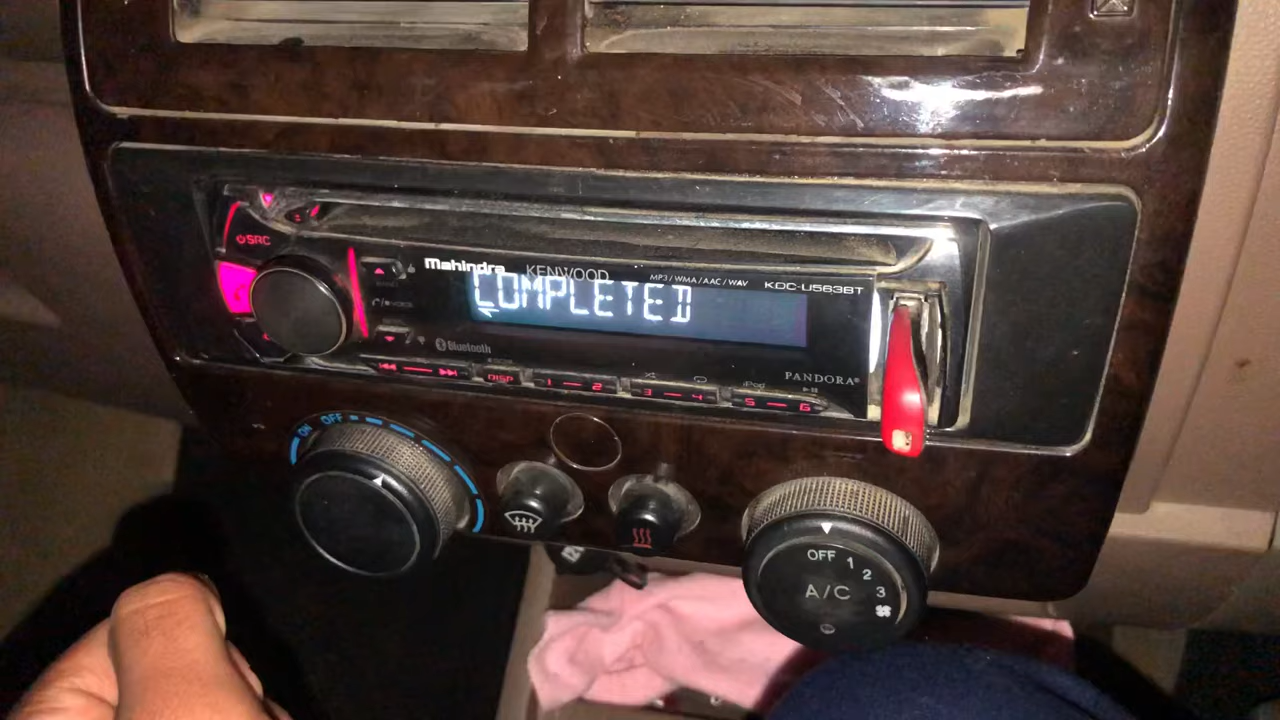 SRC
Mahindra KENWOOD MP3 / WMA / AAC / WAV KDC-U5638T
COMPLETED
Bluetooth
PANDORA®
DISP 1 2 3 4 iPod 5 6
ON OFF
OFF 1 2 3
A/C